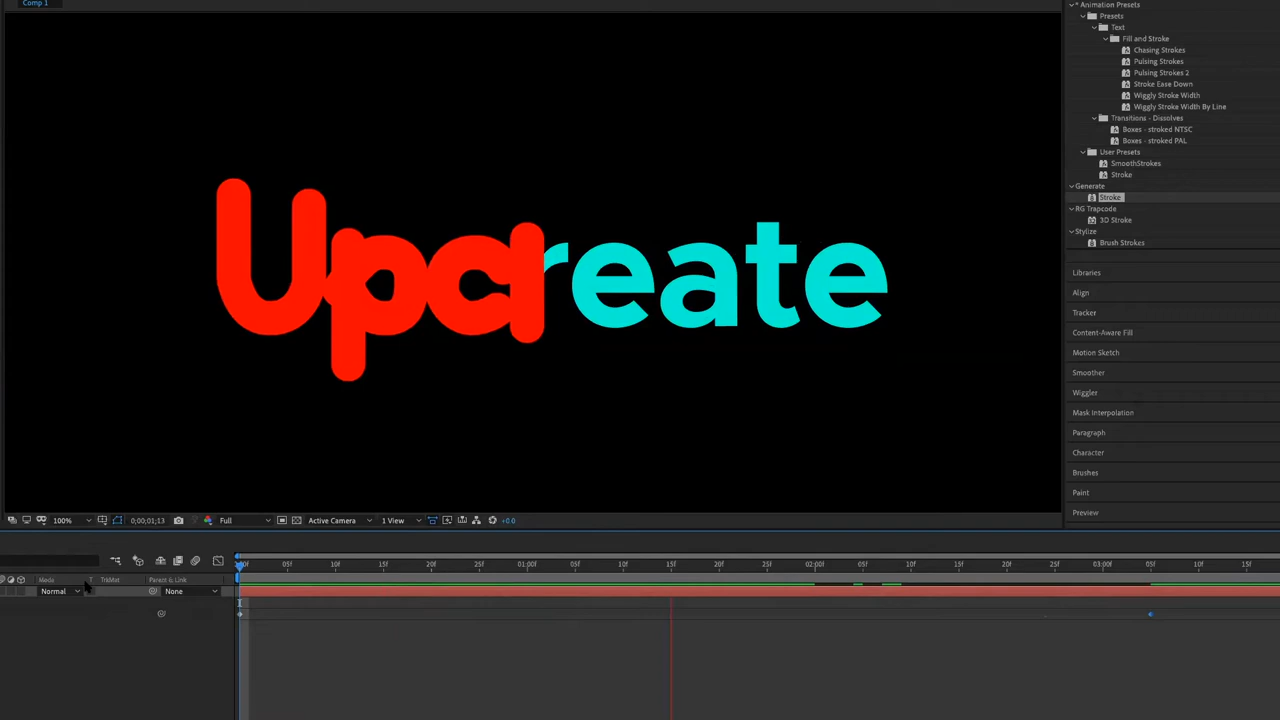 Comp 1
Upcreate
* Animation Presets
Presets
Text
Fill and Stroke
Chasing Strokes
Pulsing Strokes
Pulsing Strokes 2
Stroke Ease Down
Wiggly Stroke Width
Wiggly Stroke Width By Line
Transitions - Dissolves
Boxes - stroked NTSC
Boxes - stroked PAL
User Presets
SmoothStrokes
Stroke
Generate
Stroke
RG Trapcode
3D Stroke
Stylize
Brush Strokes
Libraries
Align
Tracker
Content-Aware Fill
Motion Sketch
Smoother
Wiggler
Mask Interpolation
Paragraph
Character
Brushes
Paint
Preview
100% 0;00;01;13 Full Active Camera 1 View +0.0
05f 10f 15f 20f 25f 01:00f 05f 10f 15f 20f 25f 02:00f 05f 10f 15f 20f 25f 03:00f 05f 10f 15f
Mode T TrkMat Parent & Link
Normal None